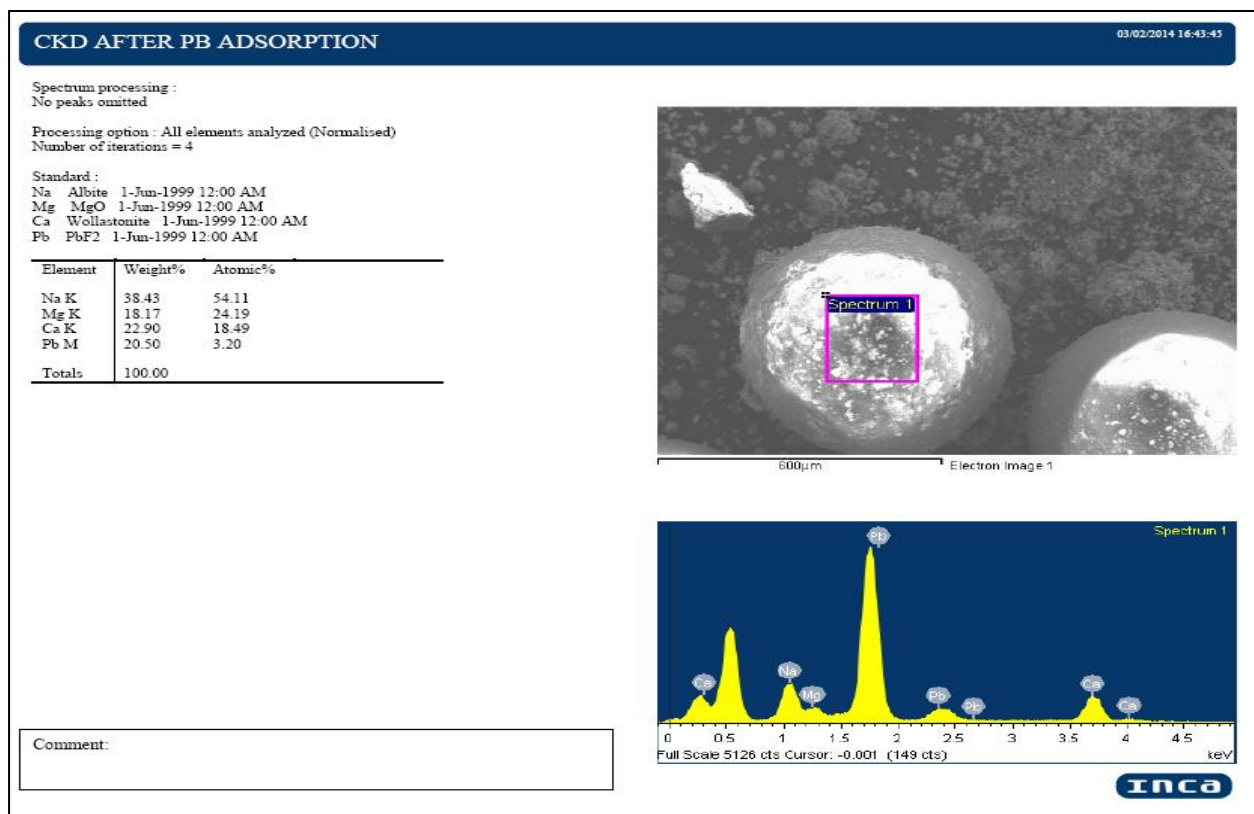 CKD AFTER PB ADSORPTION
03/02/2014 16:43:45
Spectrum processing :
No peaks omitted
Processing option : All elements analyzed (Normalised)
Number of iterations = 4
Standard :
Na Albite 1-Jun-1999 12:00 AM
Mg MgO 1-Jun-1999 12:00 AM
Ca Wollastonite 1-Jun-1999 12:00 AM
Pb PbF2 1-Jun-1999 12:00 AM
Element Weight% Atomic%
Na K 38.43 54.11
Mg K 18.17 24.19
Ca K 22.90 18.49
Pb M 20.50 3.20
Totals 100.00
Comment:
Spectrum 1
600µm Electron Image 1
Spectrum 1
Pb
Ca Na Mg Pb Pb Ca Ca
0 0.5 1 1.5 2 2.5 3 3.5 4 4.5
Full Scale 5126 cts Cursor: -0.001 (149 cts) keV
INCA